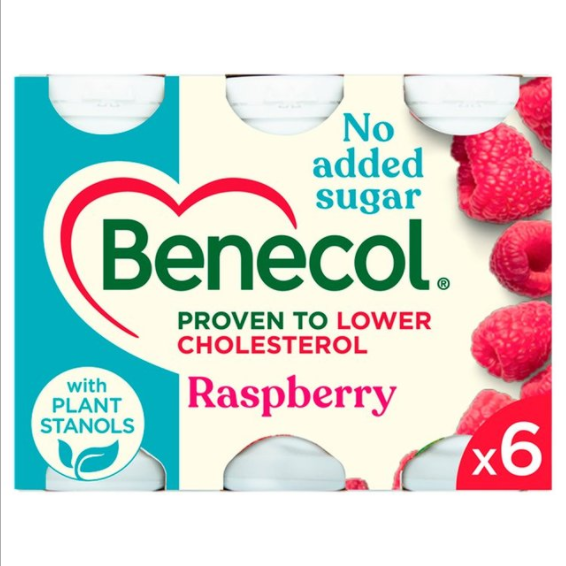 No
added
sugar
Benecol®
PROVEN TO LOWER
CHOLESTEROL
Raspberry
with
PLANT
STANOLS
x6